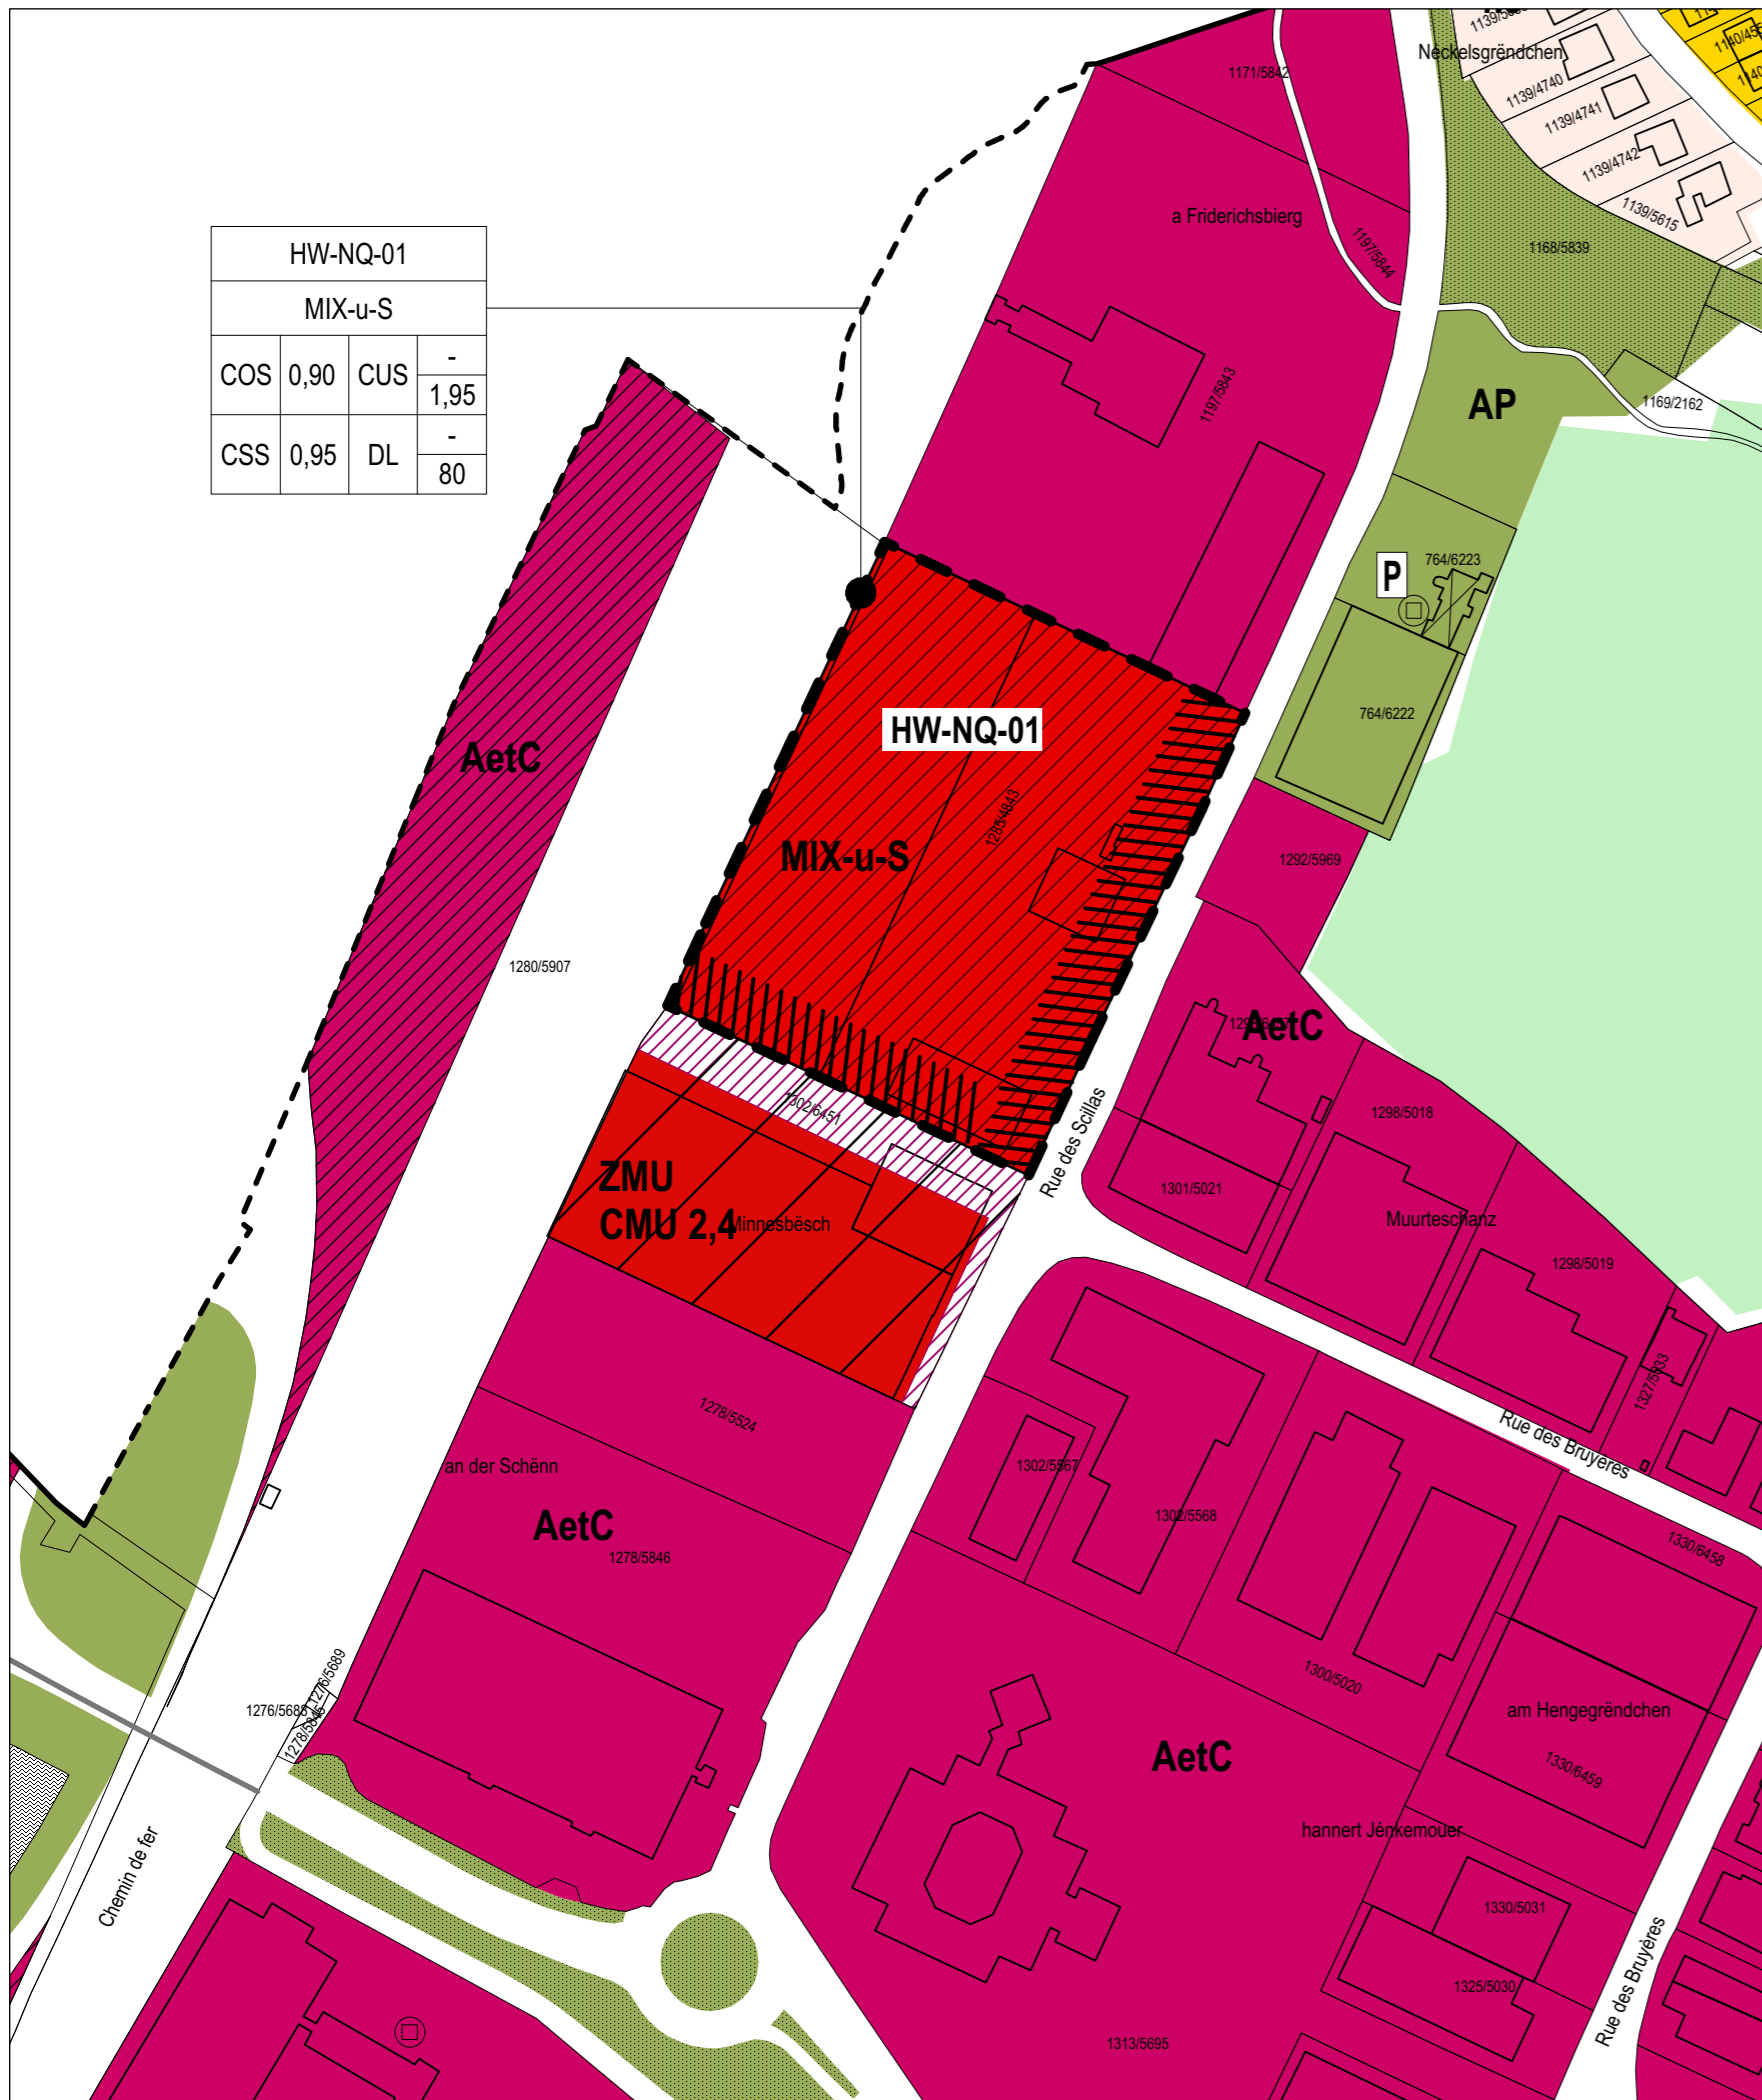 1139/4740
1139/4741
1139/4742
1139/5615
Neckelsgrëndchen
1171/5842
a Friderichsbierg
1197/5844
1168/5839
HW-NQ-01
MIX-u-S
COS 0,90 CUS -
1,95
CSS 0,95 DL -
80
1197/5843
AP
1169/2162
P
764/6223
764/6222
HW-NQ-01
AetC
1285/4843
MIX-u-S
1292/5969
1280/5907
AetC
1302/6451
Rue des Scillas
1298/5018
ZMU
CMU 2,4
Minnesbësch
1301/5021
Muurteschanz
1298/5019
1327/5833
1278/5524
Rue des Bruyères
an der Schënn
1302/5567
AetC
1302/5568
1278/5846
1330/6458
1276/5689
1276/5688
1278/5845
1300/5020
am Hengegrëndchen
AetC
1330/6459
hannert Jénkemouer
Chemin de fer
1330/5031
1325/5030
Rue des Bruyères
1313/5695